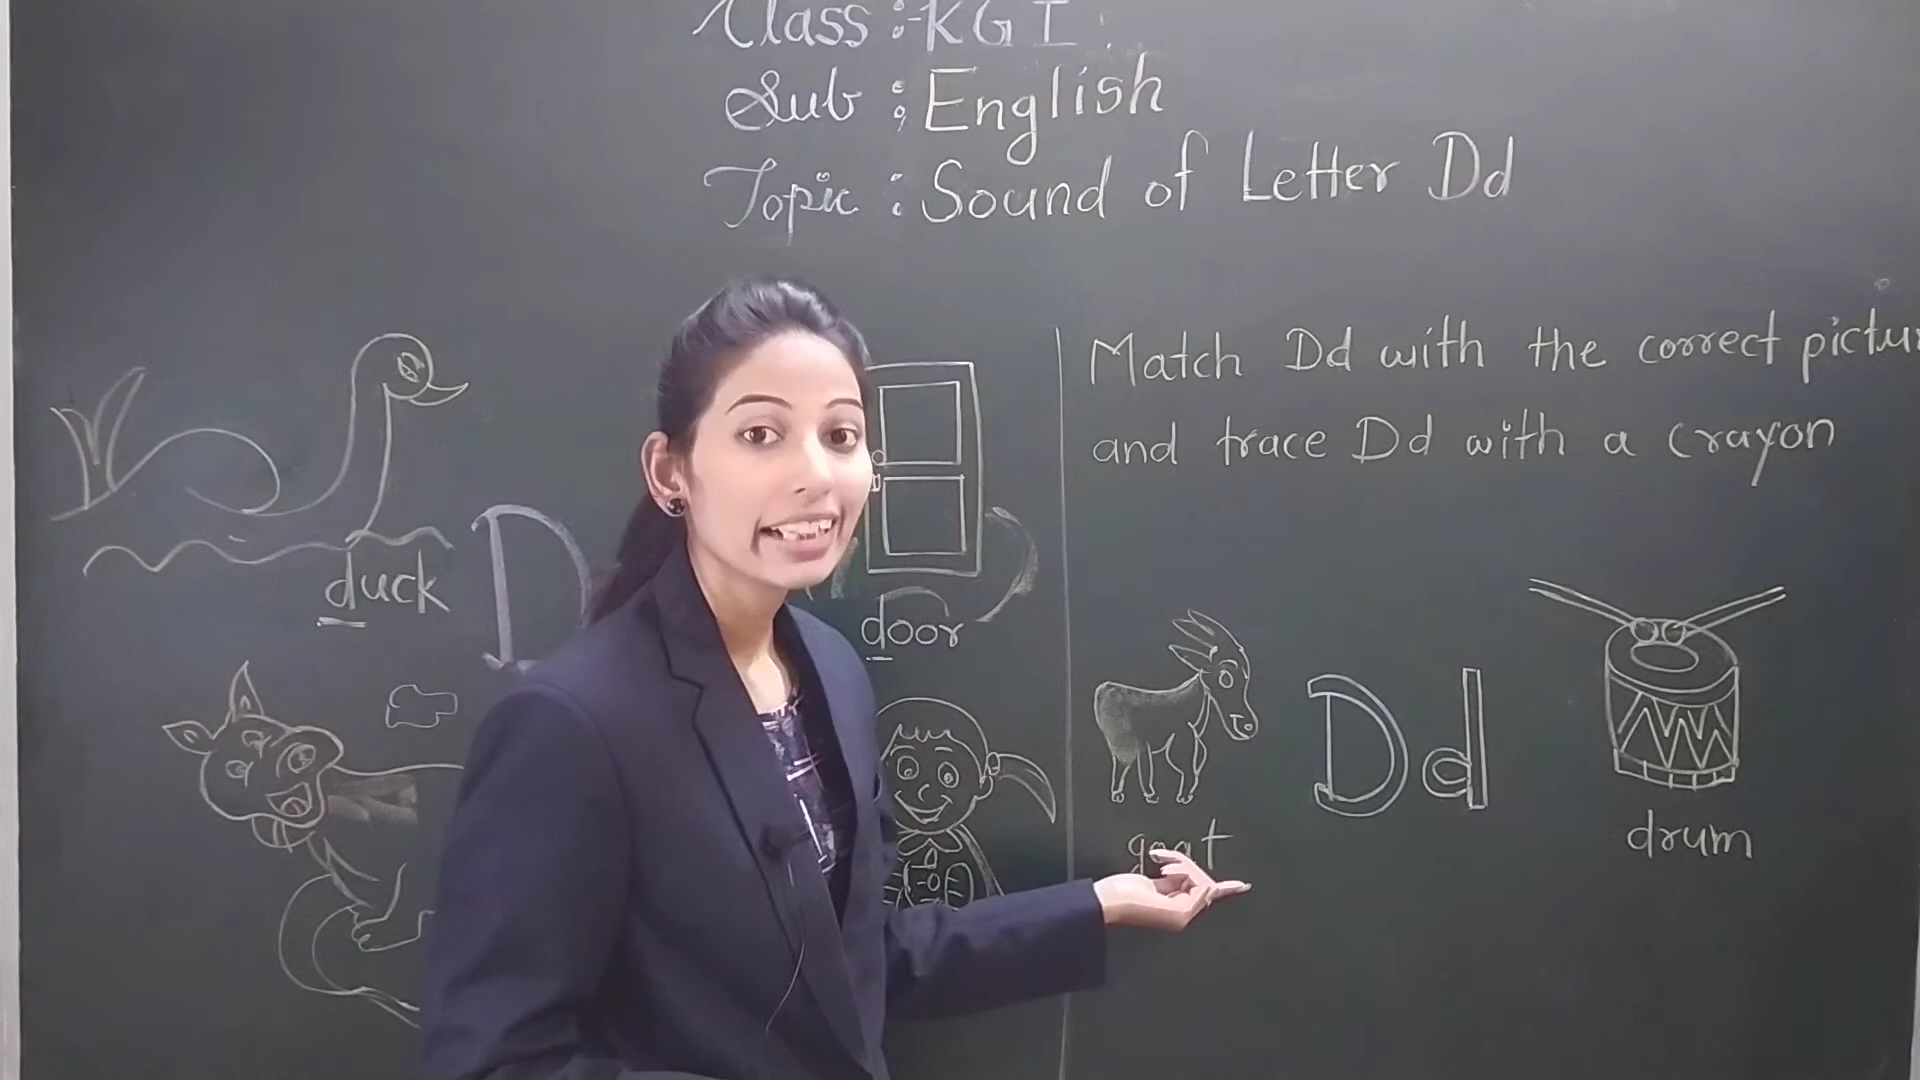 Class :- KG I
Sub : English
Topic : Sound of Letter Dd
duck
D
door
Match Dd with the correct pictur
and trace Dd with a crayon
Dd
goat
drum